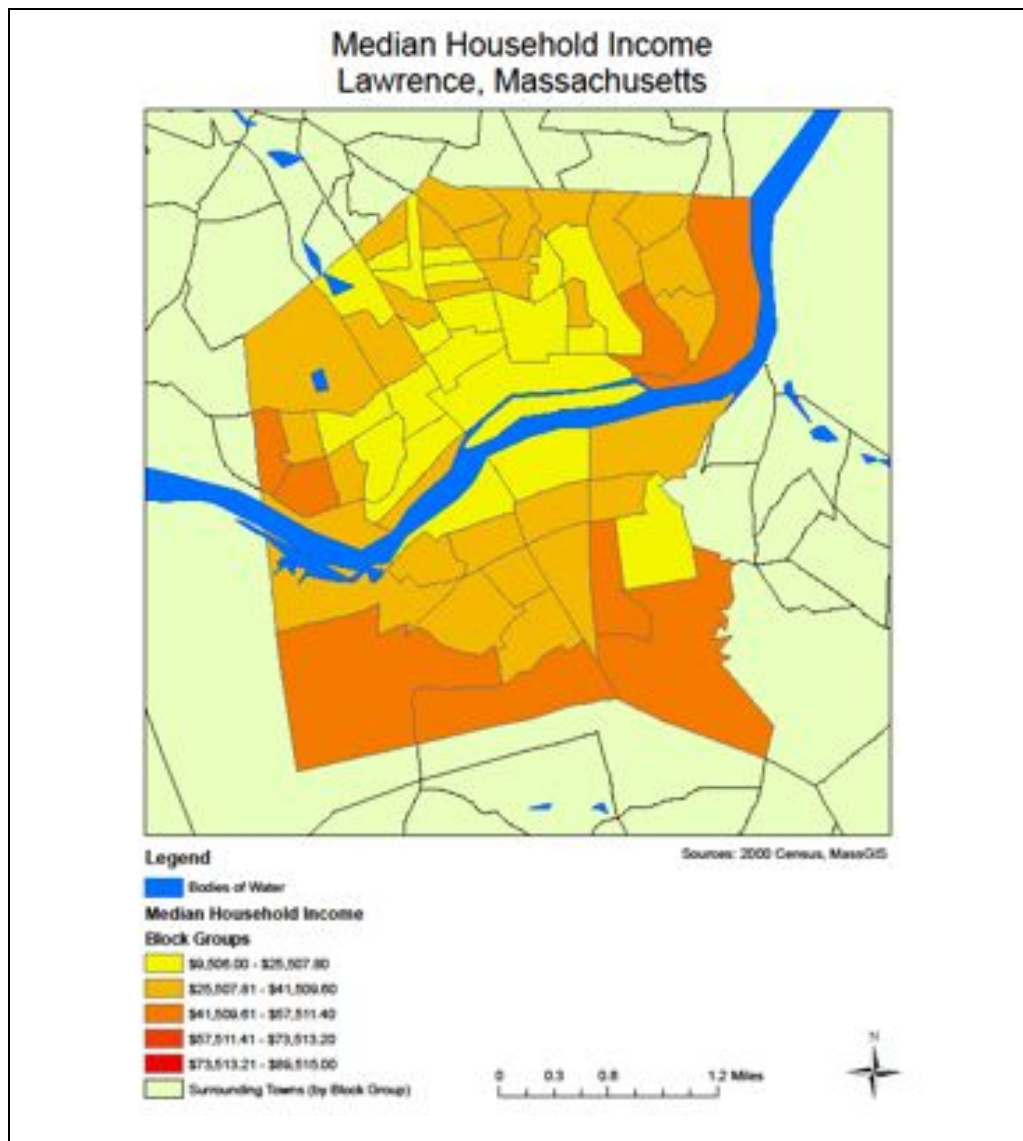 Median Household Income
Lawrence, Massachusetts
Legend
Sources: 2000 Census, MassGIS
Bodies of Water
Median Household Income
Block Groups
$9,506.00 - $25,507.80
$25,507.81 - $41,509.60
$41,509.61 - $57,511.40
$57,511.41 - $73,513.20
$73,513.21 - $89,515.00
Surrounding Towns (by Block Group)
N
0 0.3 0.6 1.2 Miles